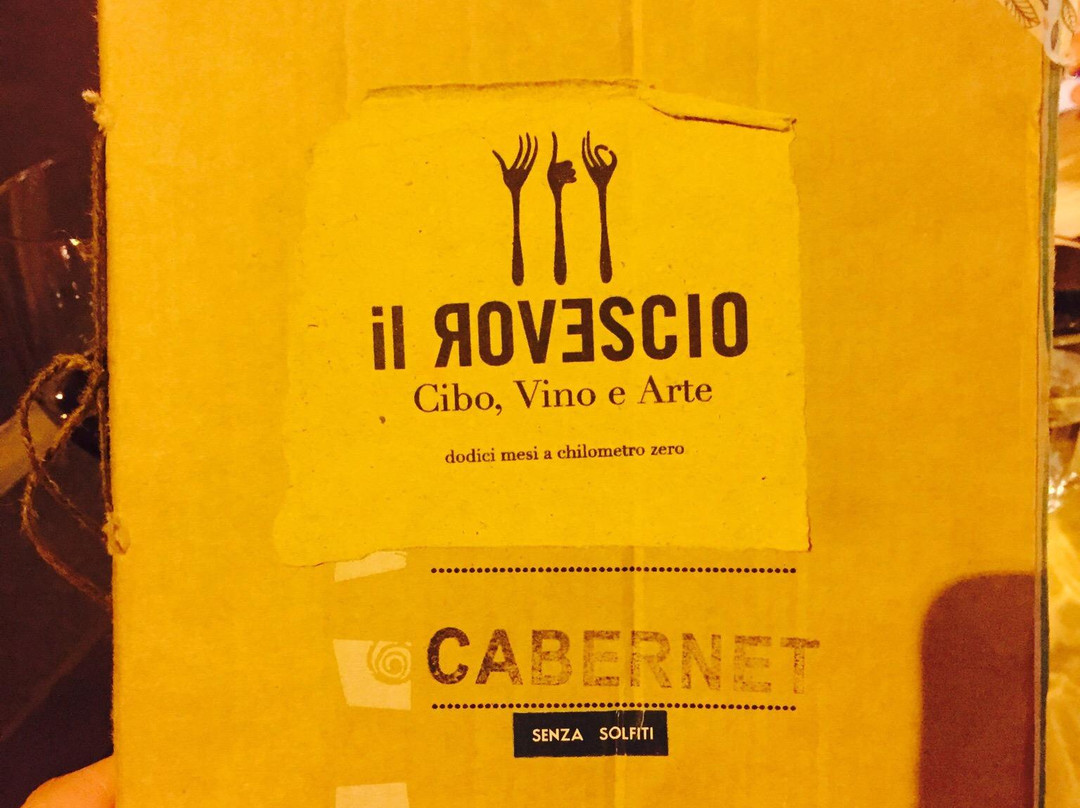 il ROVESCIO
Cibo, Vino e Arte
dodici mesi a chilometro zero
CABERNET
SENZA SOLFITI